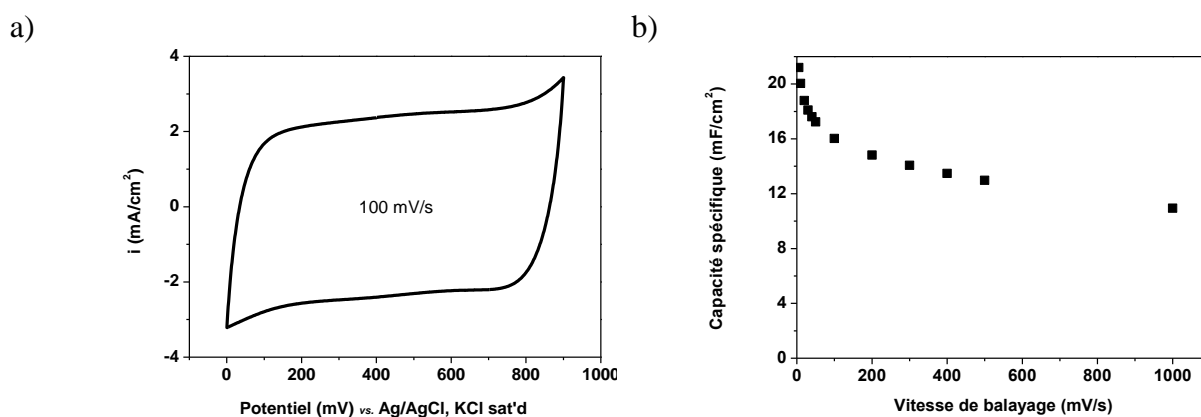 a)
4
2
0
-2
-4
i (mA/cm²)
100 mV/s
0 200 400 600 800 1000
Potentiel (mV) vs. Ag/AgCl, KCl sat'd
b)
20
16
12
8
4
0
Capacité spécifique (mF/cm²)
0 200 400 600 800 1000
Vitesse de balayage (mV/s)